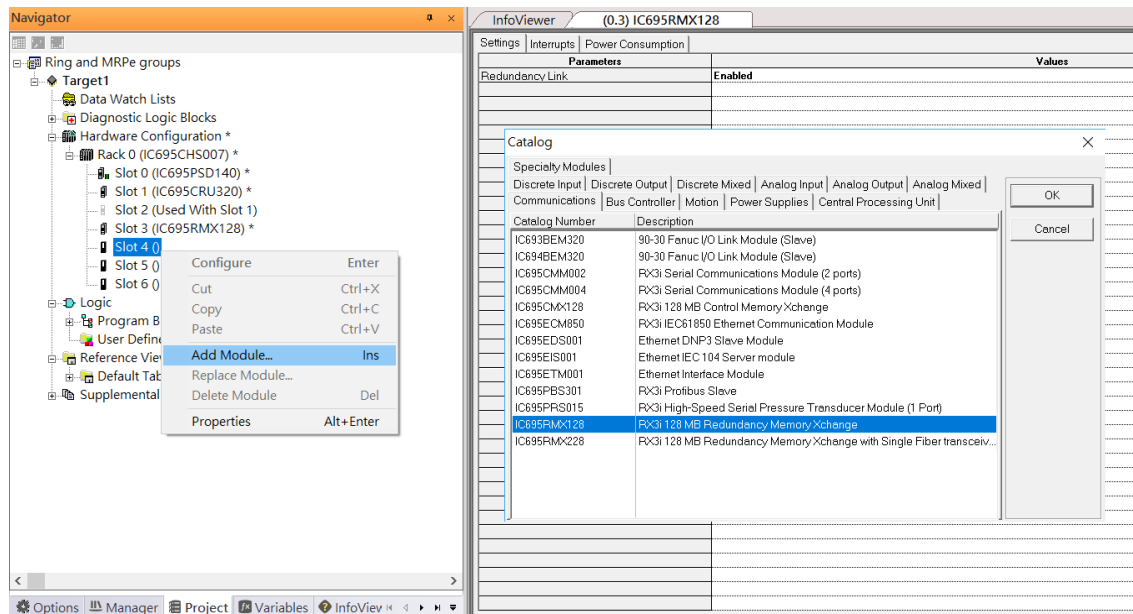 Navigator
Ring and MRPe groups
Target1
Data Watch Lists
Diagnostic Logic Blocks
Hardware Configuration *
Rack 0 (IC695CHS007) *
Slot 0 (IC695PSD140) *
Slot 1 (IC695CRU320) *
Slot 2 (Used With Slot 1)
Slot 3 (IC695RMX128) *
Slot 4 ()
Slot 5 ()
Slot 6 ()
Logic
Program B
User Define
Reference Vie
Default Tab
Supplemental
Configure Enter
Cut Ctrl+X
Copy Ctrl+C
Paste Ctrl+V
Add Module... Ins
Replace Module...
Delete Module Del
Properties Alt+Enter
Options Manager Project Variables InfoView
InfoViewer (0.3) IC695RMX128
Settings Interrupts Power Consumption
Parameters Values
Redundancy Link Enabled
Catalog
Specialty Modules
Discrete Input Discrete Output Discrete Mixed Analog Input Analog Output Analog Mixed
Communications Bus Controller Motion Power Supplies Central Processing Unit
Catalog Number Description
IC693BEM320 90-30 Fanuc I/O Link Module (Slave)
IC694BEM320 90-30 Fanuc I/O Link Module (Slave)
IC695CMM002 RX3i Serial Communications Module (2 ports)
IC695CMM004 RX3i Serial Communications Module (4 ports)
IC695CMX128 RX3i 128 MB Control Memory Xchange
IC695ECM850 RX3i IEC61850 Ethernet Communication Module
IC695EDS001 Ethernet DNP3 Slave Module
IC695EIS001 Ethernet IEC 104 Server module
IC695ETM001 Ethernet Interface Module
IC695PBS301 RX3i Profibus Slave
IC695PRS015 RX3i High-Speed Serial Pressure Transducer Module (1 Port)
IC695RMX128 RX3i 128 MB Redundancy Memory Xchange
IC695RMX228 RX3i 128 MB Redundancy Memory Xchange with Single Fiber transceiv...
OK
Cancel